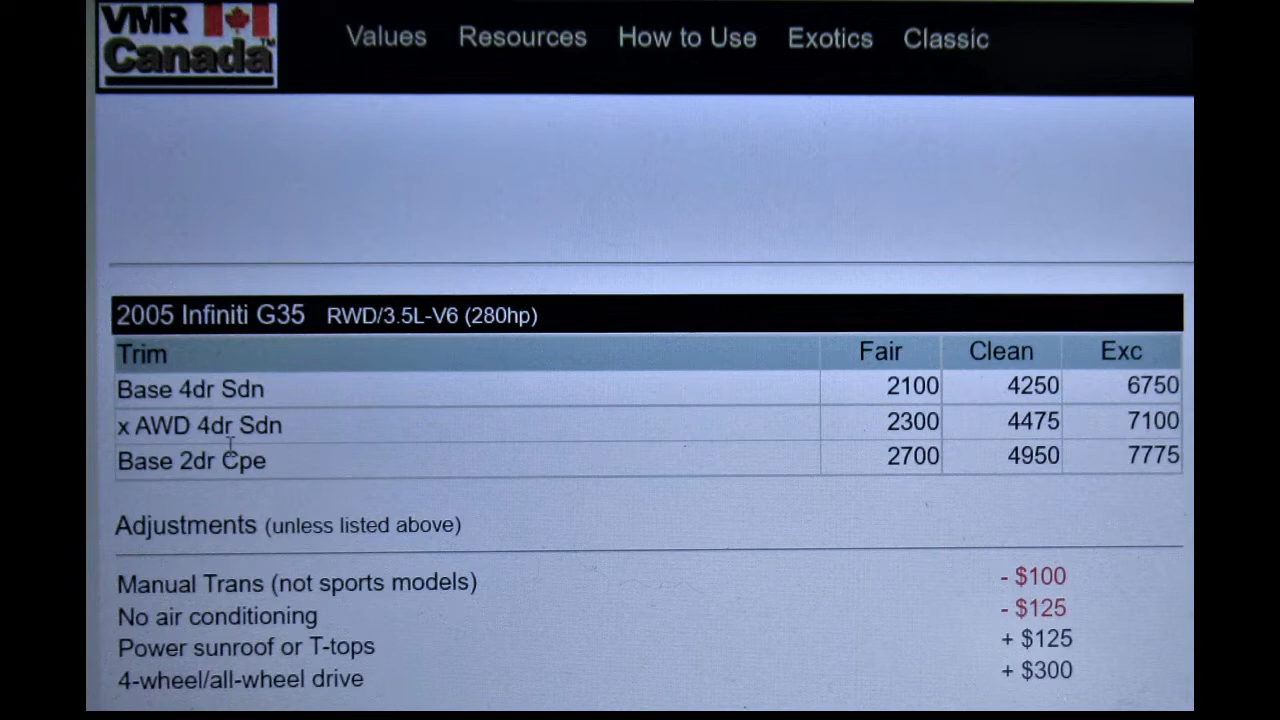 VMR
Canada™
Values Resources How to Use Exotics Classic
2005 Infiniti G35 RWD/3.5L-V6 (280hp)
Trim Fair Clean Exc
Base 4dr Sdn 2100 4250 6750
x AWD 4dr Sdn 2300 4475 7100
Base 2dr Cpe 2700 4950 7775
Adjustments (unless listed above)
Manual Trans (not sports models) - $100
No air conditioning - $125
Power sunroof or T-tops + $125
4-wheel/all-wheel drive + $300